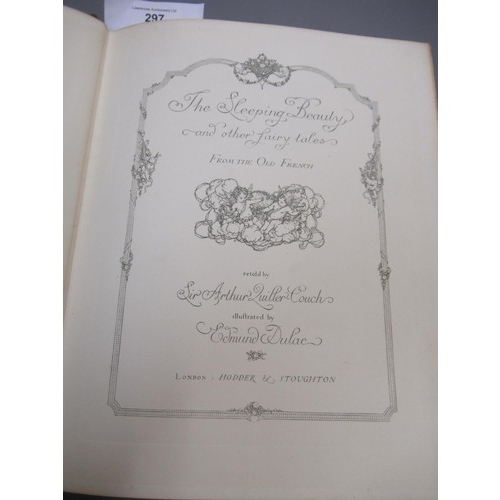 297
The Sleeping Beauty
and other fairy tales
FROM THE OLD FRENCH
retold by
Sir Arthur Quiller-Couch
illustrated by
Edmund Dulac
LONDON : HODDER & STOUGHTON